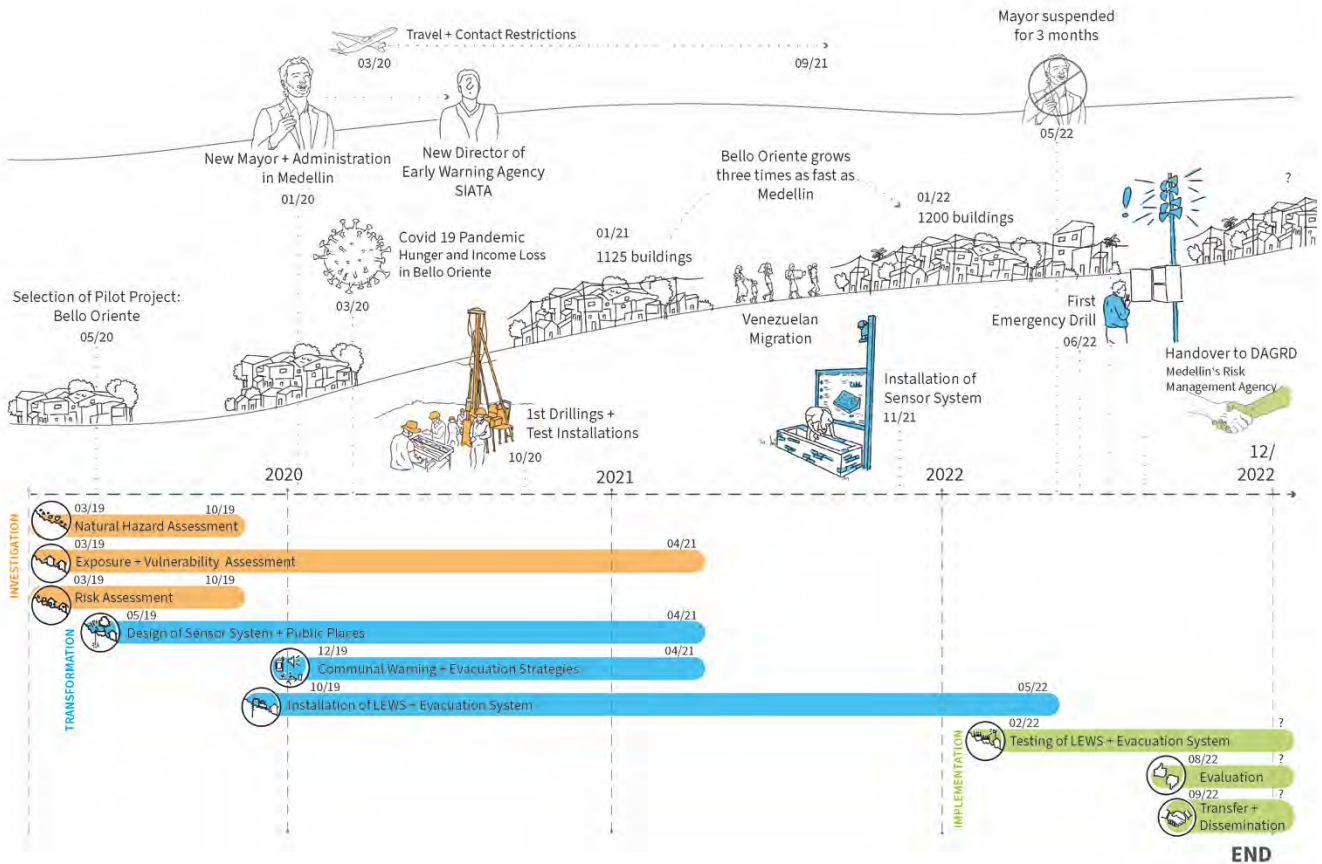 Travel + Contact Restrictions
03/20
09/21
Mayor suspended
for 3 months
05/22
New Mayor + Administration
in Medellin
01/20
New Director of
Early Warning Agency
SIATA
Bello Oriente grows
three times as fast as
Medellin
Covid 19 Pandemic
Hunger and Income Loss
in Bello Oriente
03/20
01/21
1125 buildings
01/22
1200 buildings
?
!
Selection of Pilot Project:
Bello Oriente
05/20
Venezuelan
Migration
First
Emergency Drill
06/22
1st Drillings +
Test Installations
10/20
Installation of
Sensor System
11/21
Handover to DAGRD
Medellin's Risk
Management Agency
12/
2020
2021
2022
2022
INVESTIGATION
03/19
10/19
Natural Hazard Assessment
03/19
04/21
Exposure + Vulnerability Assessment
03/19
10/19
Risk Assessment
TRANSFORMATION
05/19
04/21
Design of Sensor System + Public Places
12/19
04/21
Communal Warning + Evacuation Strategies
10/19
05/22
Installation of LEWS + Evacuation System
IMPLEMENTATION
02/22
?
Testing of LEWS + Evacuation System
08/22
?
Evaluation
09/22
?
Transfer +
Dissemination
END